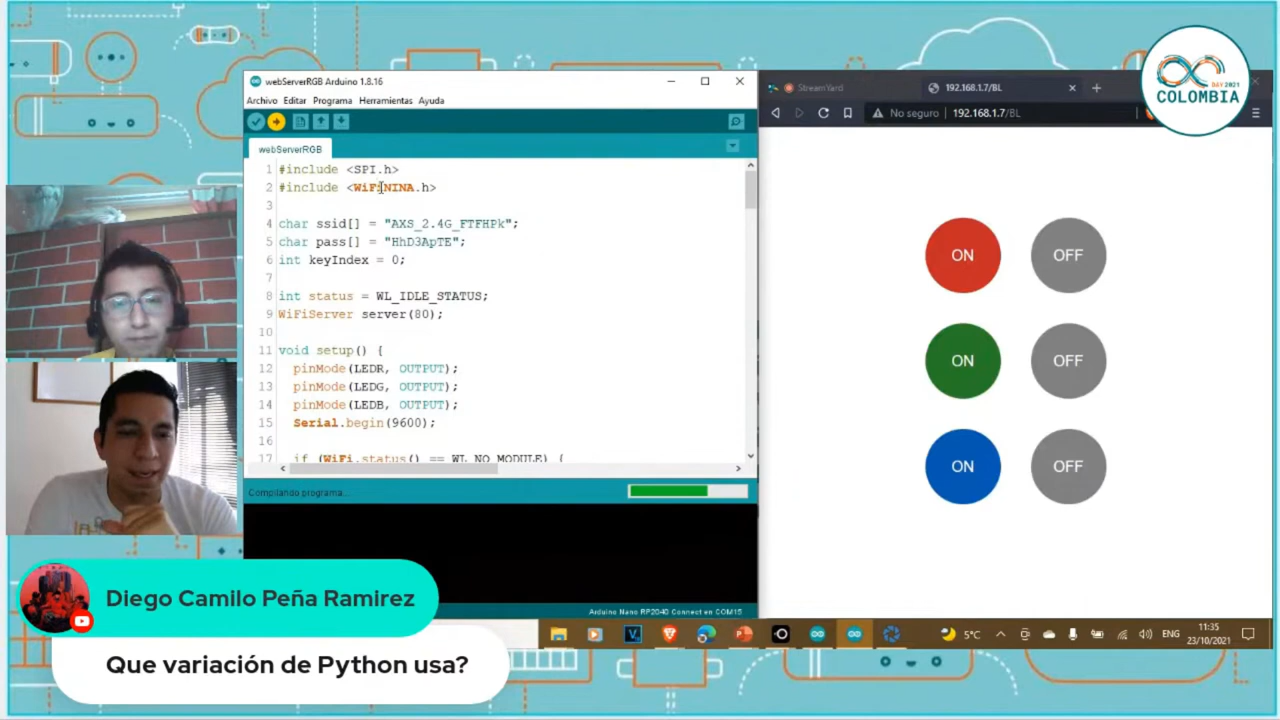 webServerRGB Arduino 1.8.16
Archivo Editar Programa Herramientas Ayuda
webServerRGB
1 #include <SPI.h>
2 #include <WiFiNINA.h>
3
4 char ssid[] = "AXS_2.4G_FTFHPk";
5 char pass[] = "HhD3ApTE";
6 int keyIndex = 0;
7
8 int status = WL_IDLE_STATUS;
9 WiFiServer server(80);
10
11 void setup() {
12 pinMode(LEDR, OUTPUT);
13 pinMode(LEDG, OUTPUT);
14 pinMode(LEDB, OUTPUT);
15 Serial.begin(9600);
16
17 if (WiFi.status() == WL_NO_MODULE) {
Compilando programa...
Arduino Nano RP2040 Connect en COM15
StreamYard
192.168.1.7/BL
No seguro
192.168.1.7/BL
DAY 2021
COLOMBIA
ON OFF
ON OFF
ON OFF
Diego Camilo Peña Ramirez
Que variación de Python usa?
5°C
ENG
11:35
23/10/2021